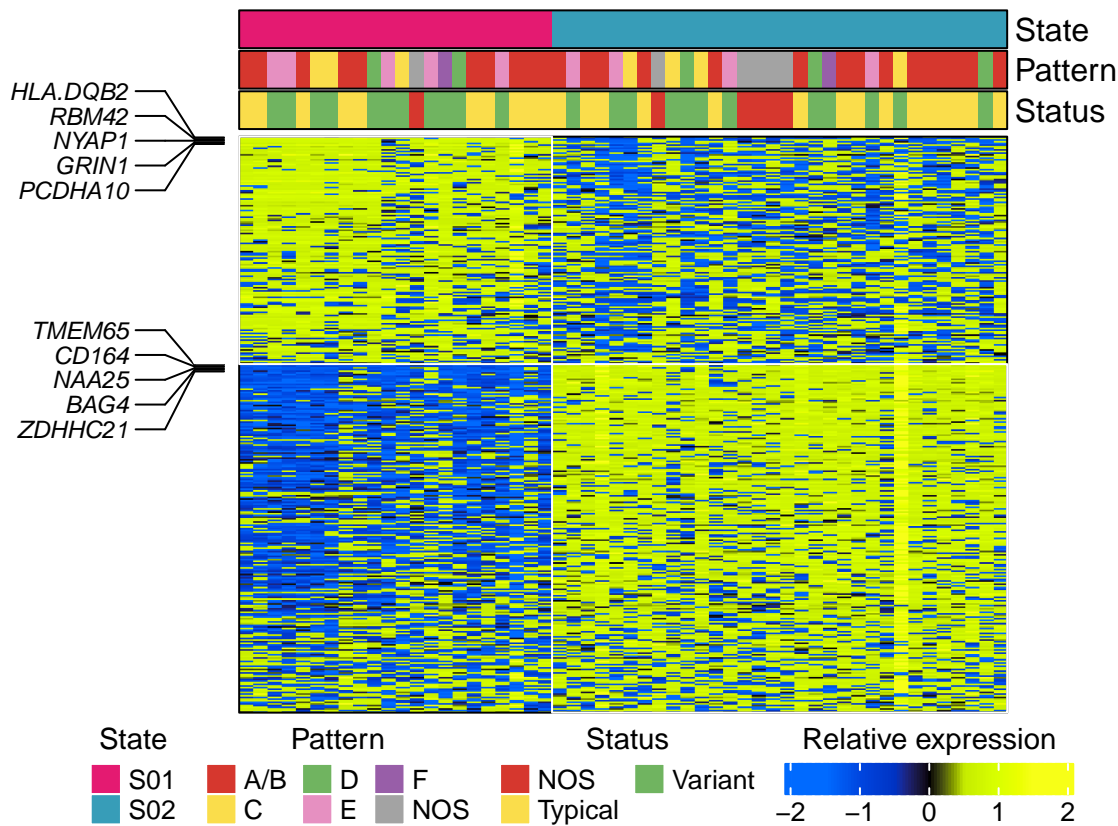 State
Pattern
Status
HLA.DQB2
RBM42
NYAP1
GRIN1
PCDHA10
TMEM65
CD164
NAA25
BAG4
ZDHHC21
State Pattern Status Relative expression
S01 A/B D F NOS Variant
S02 C E NOS Typical
−2 −1 0 1 2